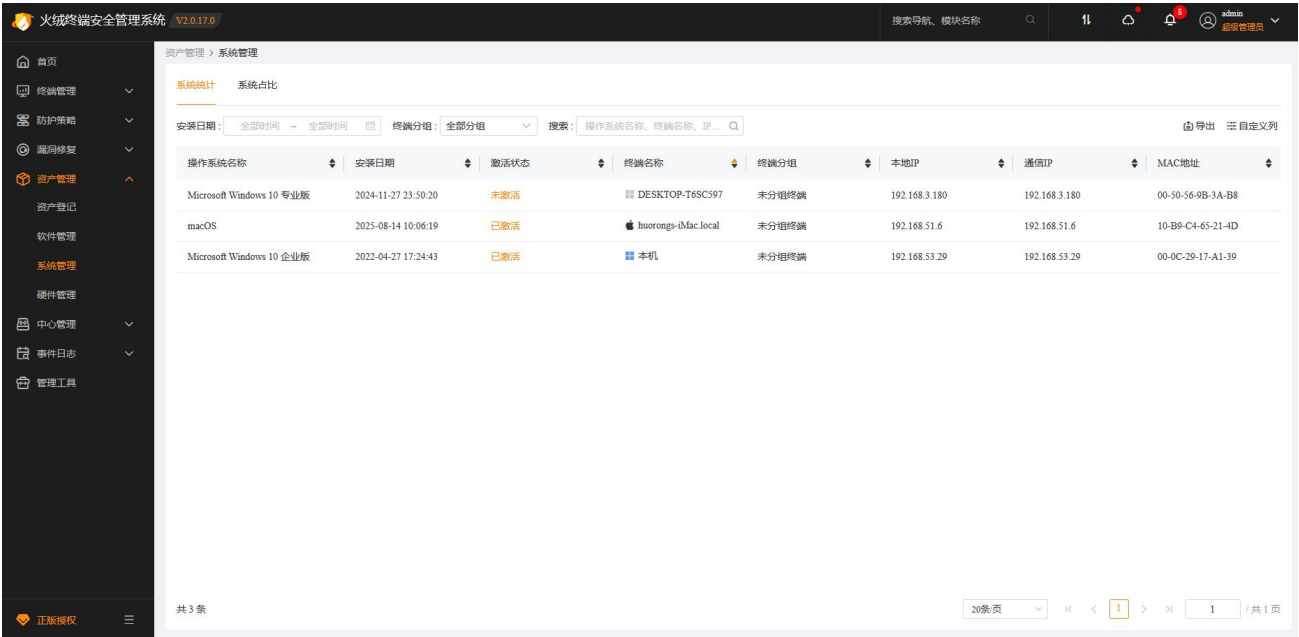 火绒终端安全管理系统 V2.0.17.0 搜索导航、模块名称 8 admin
超级管理员
首页
终端管理
防护策略
漏洞修复
资产管理
资产登记
软件管理
系统管理
硬件管理
中心管理
事件日志
管理工具
正版授权
资产管理 > 系统管理
系统统计 系统占比
安装日期: 全部时间 ~ 全部时间 终端分组: 全部分组 搜索: 操作系统名称、终端名称、IP... 导出 自定义列
操作系统名称 安装日期 激活状态 终端名称 终端分组 本地IP 通信IP MAC地址
Microsoft Windows 10 专业版 2024-11-27 23:50:20 未激活 DESKTOP-T6SC597 未分组终端 192.168.3.180 192.168.3.180 00-50-56-9B-3A-B8
macOS 2025-08-14 10:06:19 已激活 huorongs-iMac.local 未分组终端 192.168.51.6 192.168.51.6 10-B9-C4-65-21-4D
Microsoft Windows 10 企业版 2022-04-27 17:24:43 已激活 本机 未分组终端 192.168.53.29 192.168.53.29 00-0C-29-17-A1-39
共 3 条 20条/页 1 1 / 共 1 页